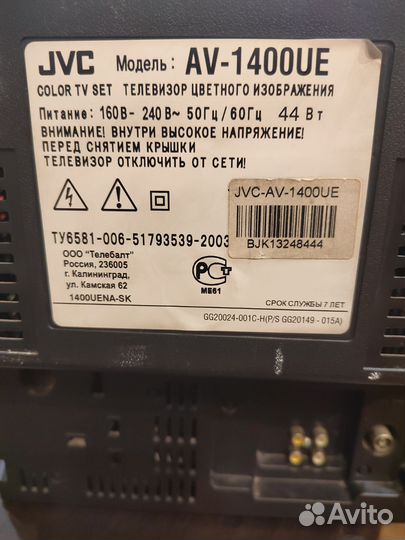 JVC Модель: AV-1400UE
COLOR TV SET ТЕЛЕВИЗОР ЦВЕТНОГО ИЗОБРАЖЕНИЯ
Питание: 160В- 240В~ 50Гц/60Гц 44Вт
ВНИМАНИЕ! ВНУТРИ ВЫСОКОЕ НАПРЯЖЕНИЕ!
ПЕРЕД СНЯТИЕМ КРЫШКИ
ТЕЛЕВИЗОР ОТКЛЮЧИТЬ ОТ СЕТИ!
JVC-AV-1400UE
BJK13248444
ТУ6581-006-51793539-2003
ООО "Телебалт"
Россия, 236005
г. Калининград,
ул. Камская 62
1400UENA-SK
РСТ
МЕ61
СРОК СЛУЖБЫ 7 ЛЕТ
GG20024-001C-H(P/S GG20149 - 015A)
Avito